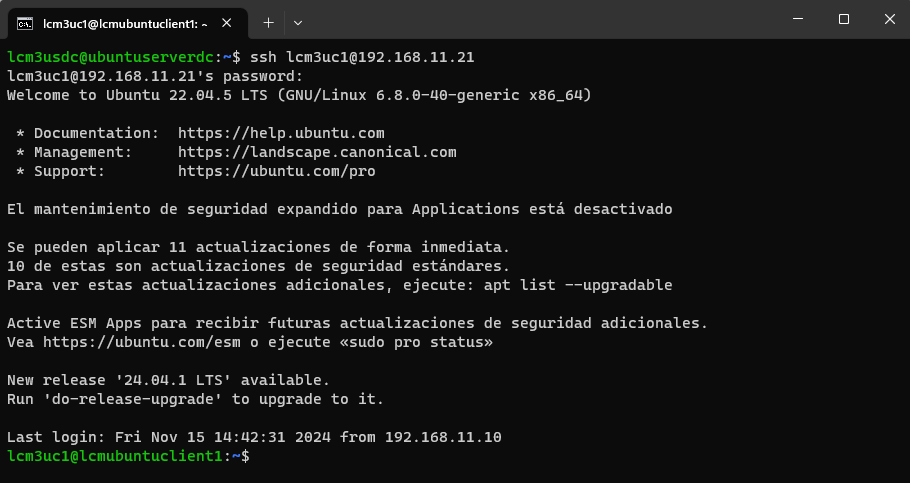 lcm3uc1@lcmubuntuclient1: ~
lcm3usdc@ubuntuserverdc:~$ ssh lcm3uc1@192.168.11.21
lcm3uc1@192.168.11.21's password:
Welcome to Ubuntu 22.04.5 LTS (GNU/Linux 6.8.0-40-generic x86_64)

 * Documentation:  https://help.ubuntu.com
 * Management:     https://landscape.canonical.com
 * Support:        https://ubuntu.com/pro

El mantenimiento de seguridad expandido para Applications está desactivado

Se pueden aplicar 11 actualizaciones de forma inmediata.
10 de estas son actualizaciones de seguridad estándares.
Para ver estas actualizaciones adicionales, ejecute: apt list --upgradable

Active ESM Apps para recibir futuras actualizaciones de seguridad adicionales.
Vea https://ubuntu.com/esm o ejecute «sudo pro status»

New release '24.04.1 LTS' available.
Run 'do-release-upgrade' to upgrade to it.

Last login: Fri Nov 15 14:42:31 2024 from 192.168.11.10
lcm3uc1@lcmubuntuclient1:~$